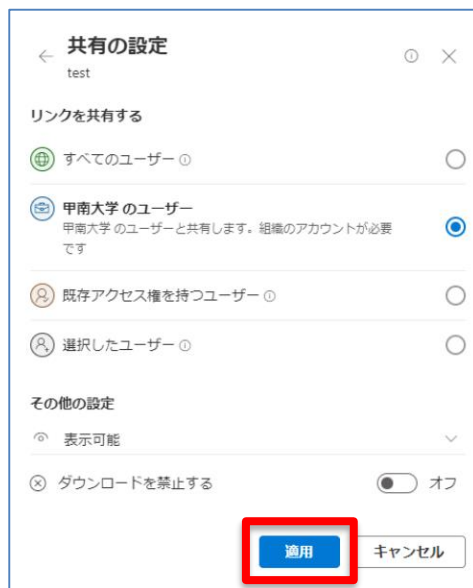 共有の設定
test
リンクを共有する
すべてのユーザー
甲南大学 のユーザー
甲南大学 のユーザーと共有します。組織のアカウントが必要
です
既存アクセス権を持つユーザー
選択したユーザー
その他の設定
表示可能
ダウンロードを禁止する
オフ
適用
キャンセル